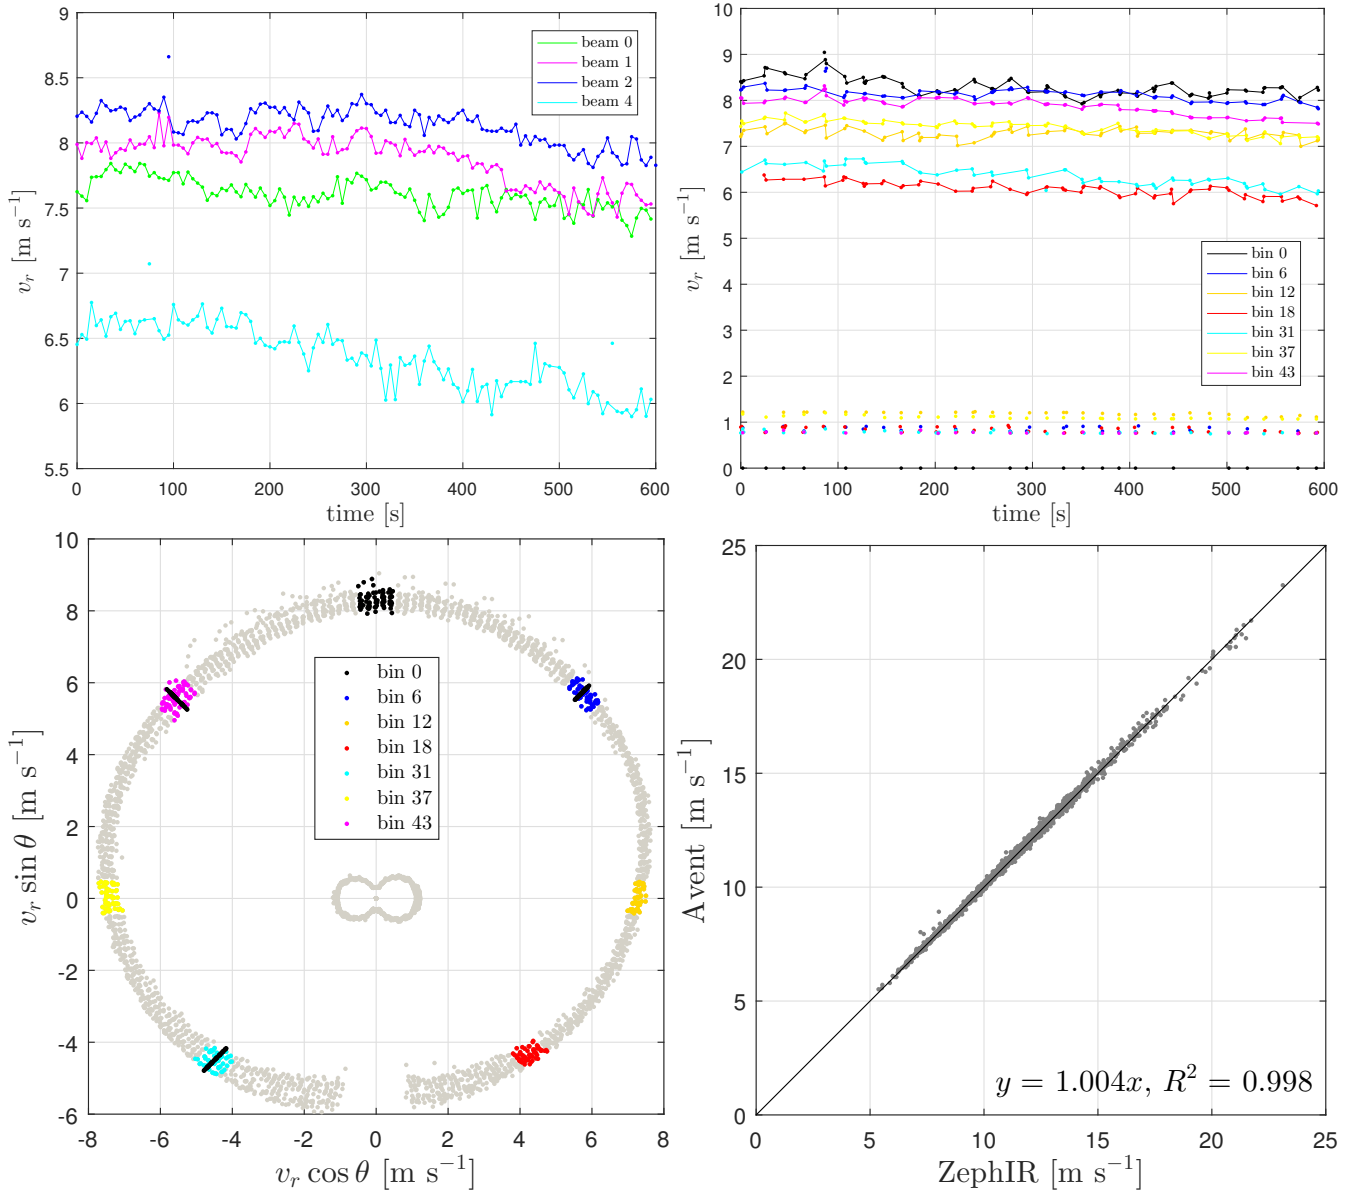 9
8.5
8
7.5
7
6.5
6
5.5
0
100
200
300
400
500
600
time [s]
v_r [m s⁻¹]
beam 0
beam 1
beam 2
beam 4
10
9
8
7
6
5
4
3
2
1
0
0
100
200
300
400
500
600
time [s]
v_r [m s⁻¹]
bin 0
bin 6
bin 12
bin 18
bin 31
bin 37
bin 43
10
8
6
4
2
0
-2
-4
-6
-8
-6
-4
-2
0
2
4
6
8
v_r cos θ [m s⁻¹]
v_r sin θ [m s⁻¹]
bin 0
bin 6
bin 12
bin 18
bin 31
bin 37
bin 43
25
20
15
10
5
0
0
5
10
15
20
25
ZephIR [m s⁻¹]
Avent [m s⁻¹]
y = 1.004x, R² = 0.998